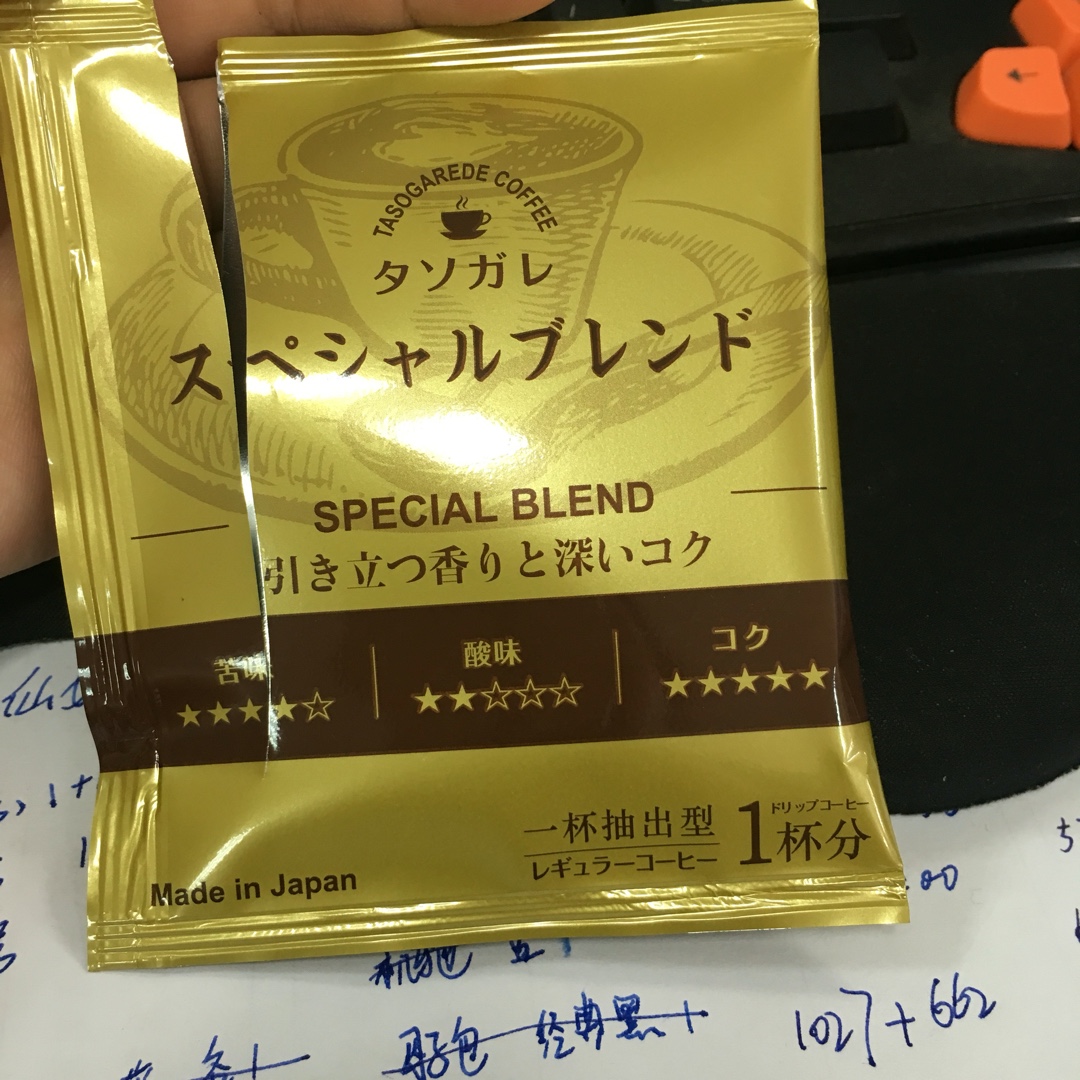 TASOGAREDE COFFEE
タソガレ
スペシャルブレンド
SPECIAL BLEND
引き立つ香りと深いコク
苦味 酸味 コク
★★★★☆ ★★☆☆☆ ★★★★★
一杯抽出型
レギュラーコーヒー
ドリップコーヒー
1杯分
Made in Japan
经典黑
1027+662